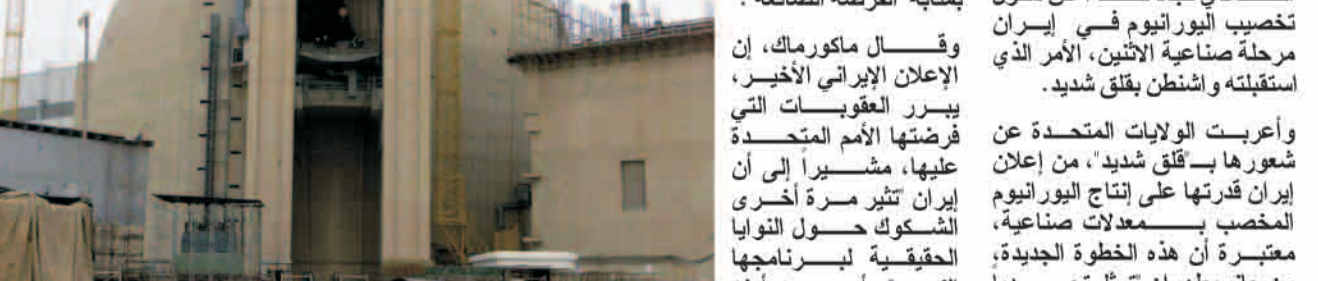 تخصيب اليورانيوم في إيران
مرحلة صناعية الاثنين، الأمر الذي
استقبلته واشنطن بقلق شديد.
وأعربت الولايات المتحدة عن
شعورها بـ"قلق شديد"، من إعلان
إيران قدرتها على إنتاج اليورانيوم
المخصب بمعدلات صناعية،
معتبرة أن هذه الخطوة الجديدة،
بمثابة "الفرصة الضائعة".
وقال ماكورماك، إن
الإعلان الإيراني الأخير،
يبرر العقوبات التي
فرضتها الأمم المتحدة
عليها، مشيراً إلى أن
إيران "تثير مرة أخرى
الشكوك حول النوايا
الحقيقية لبرنامجها